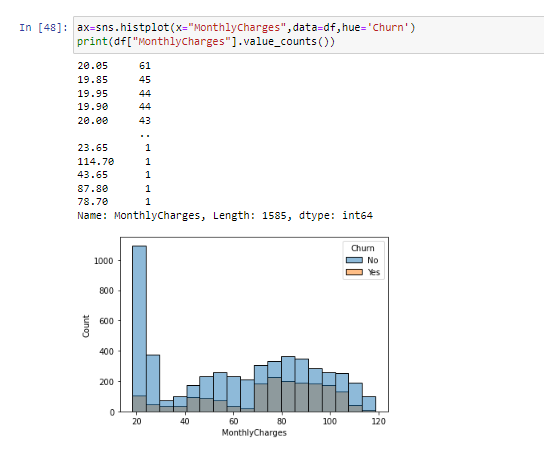 In [48]: ax=sns.histplot(x="MonthlyCharges",data=df,hue='Churn')
print(df["MonthlyCharges"].value_counts())
20.05 61
19.85 45
19.95 44
19.90 44
20.00 43
..
23.65 1
114.70 1
43.65 1
87.80 1
78.70 1
Name: MonthlyCharges, Length: 1585, dtype: int64
Churn
No
Yes
1000
800
600
400
200
0
Count
20 40 60 80 100 120
MonthlyCharges